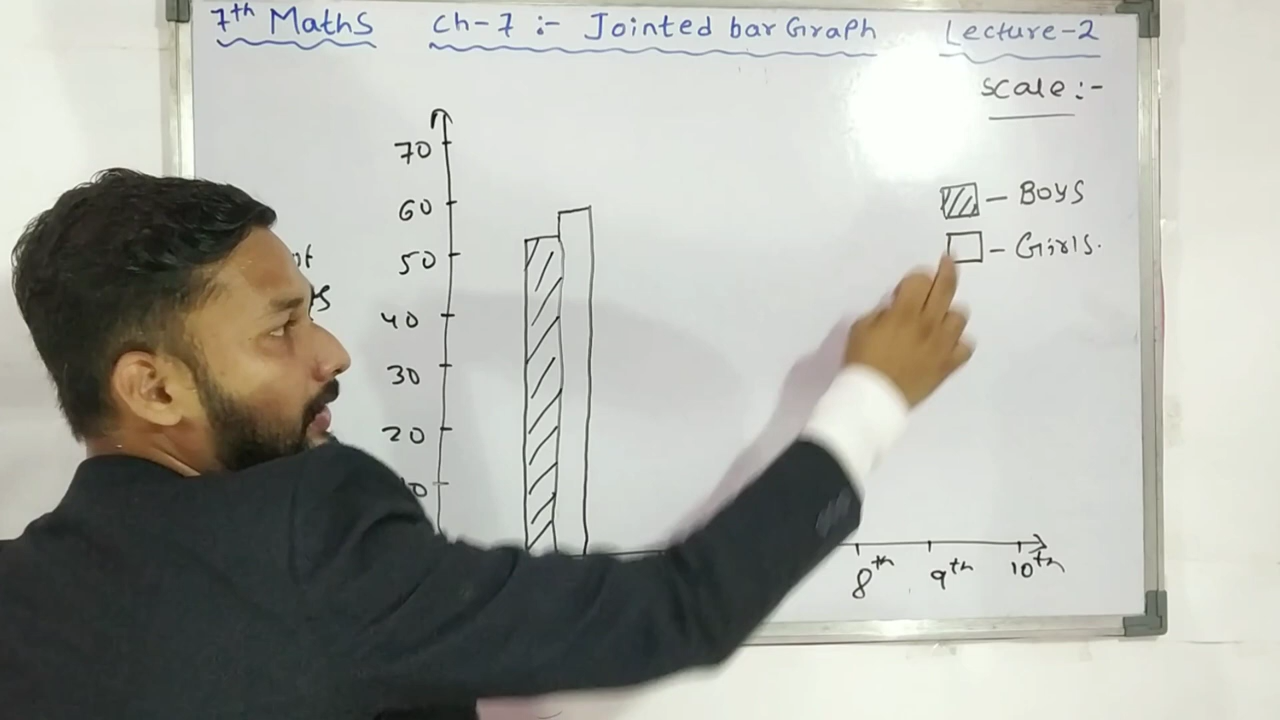 7th Maths Ch-7 :- Jointed bar Graph Lecture-2
Scale :-
70
60
50
40
30
20
Boys
Girls.
8th 9th 10th